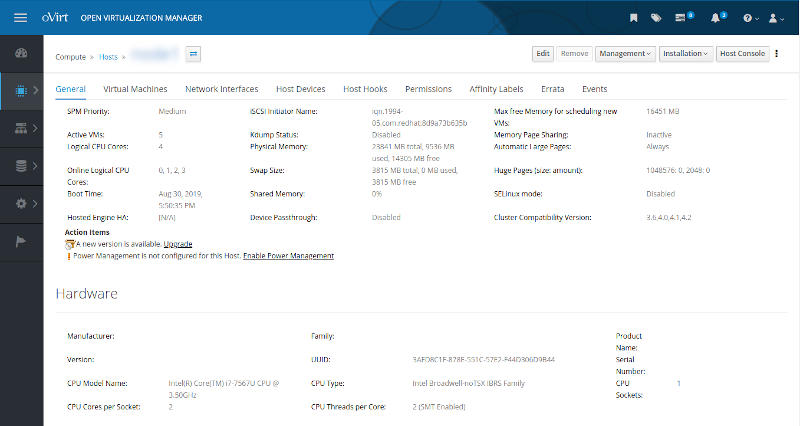 oVirt OPEN VIRTUALIZATION MANAGER 8 3
Compute » Hosts » Edit Remove Management Installation Host Console
General Virtual Machines Network Interfaces Host Devices Host Hooks Permissions Affinity Labels Errata Events
SPM Priority: Medium iSCSI Initiator Name: iqn.1994- Max free Memory for scheduling new 16451 MB
05.com.redhat:8d9a73b635b VMs:
Active VMs: 5 Kdump Status: Disabled Memory Page Sharing: Inactive
Logical CPU Cores: 4 Physical Memory: 23841 MB total, 9536 MB Automatic Large Pages: Always
used, 14305 MB free
Online Logical CPU 0, 1, 2, 3 Swap Size: 3815 MB total, 0 MB used, Huge Pages (size: amount): 1048576: 0, 2048: 0
Cores: 3815 MB free
Boot Time: Aug 30, 2019, Shared Memory: 0% SELinux mode: Disabled
5:50:35 PM
Hosted Engine HA: [N/A] Device Passthrough: Disabled Cluster Compatibility Version: 3.6,4.0,4.1,4.2
Action Items
A new version is available. Upgrade
Power Management is not configured for this Host. Enable Power Management
Hardware
Manufacturer: Family: Product
Name:
Version: UUID: 3AED8C1F-878E-551C-57E2-F44D306D9B44 Serial
Number:
CPU Model Name: Intel(R) Core(TM) i7-7567U CPU @ CPU Type: Intel Broadwell-noTSX IBRS Family CPU 1
3.50GHz Sockets:
CPU Cores per Socket: 2 CPU Threads per Core: 2 (SMT Enabled)